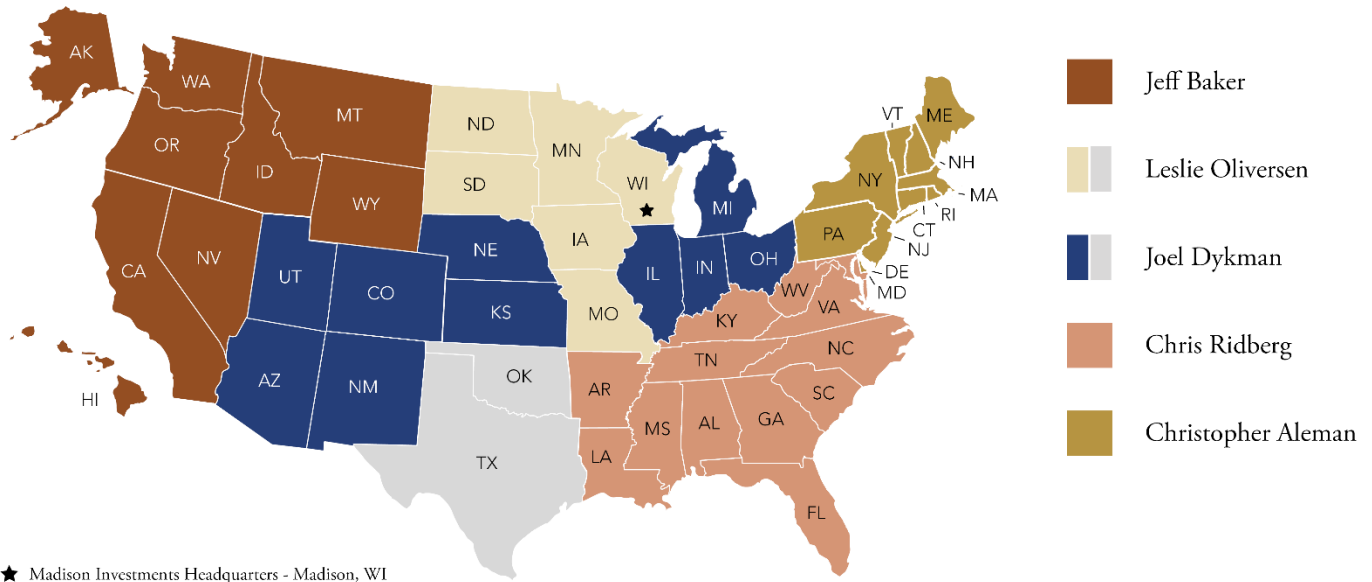 AK
WA
MT
ND
MN
VT
ME
OR
ID
SD
WI
NH
WY
MI
NY
MA
RI
CT
NJ
PA
IA
NE
OH
IL
IN
CA
NV
UT
CO
DE
MD
KS
MO
WV
VA
KY
NC
TN
OK
AR
AZ
NM
SC
HI
MS
AL
GA
TX
LA
FL
Jeff Baker
Leslie Oliversen
Joel Dykman
Chris Ridberg
Christopher Aleman
★ Madison Investments Headquarters - Madison, WI